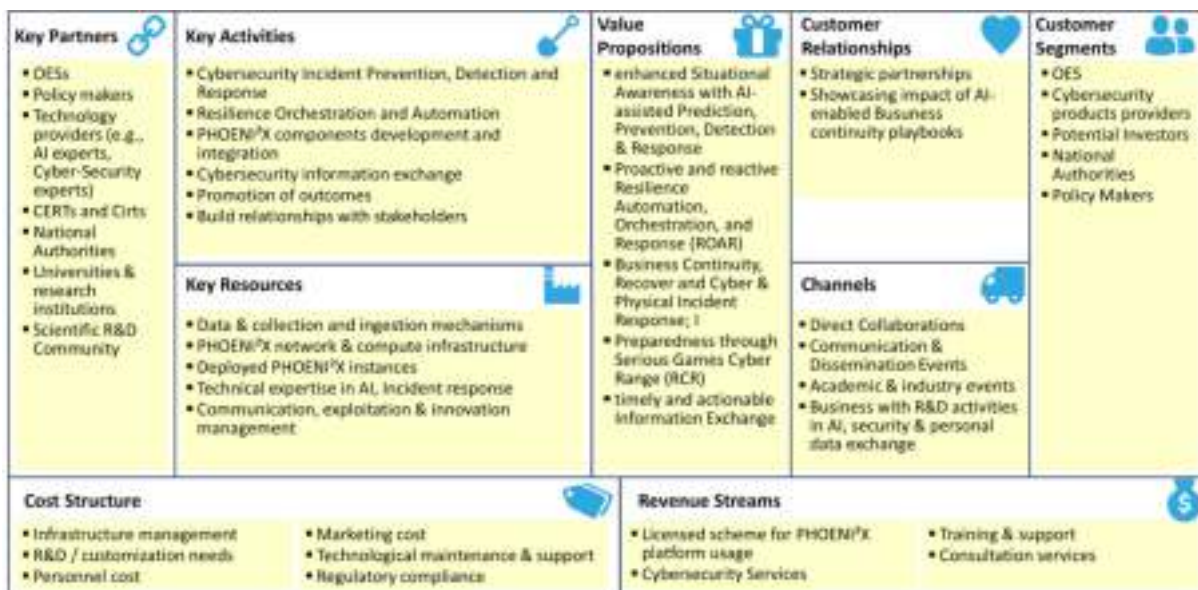 Key Partners
OESs
Policy makers
Technology
providers (e.g.,
AI experts,
Cyber-Security
experts)
CERTs and Cirts
National
Authorities
Universities &
research
institutions
Scientific R&D
Community
Key Activities
Cybersecurity Incident Prevention, Detection and
Response
Resilience Orchestration and Automation
PHOENI²X components development and
integration
Cybersecurity information exchange
Promotion of outcomes
Build relationships with stakeholders
Key Resources
Data & collection and ingestion mechanisms
PHOENI²X network & compute infrastructure
Deployed PHOENI²X instances
Technical expertise in AI, Incident response
Communication, exploitation & innovation
management
Value
Propositions
enhanced Situational
Awareness with AI-
assisted Prediction,
Prevention, Detection
& Response
Proactive and reactive
Resilience
Automation,
Orchestration, and
Response (ROAR)
Business Continuity,
Recover and Cyber &
Physical Incident
Response; I
Preparedness through
Serious Games Cyber
Range (RCR)
timely and actionable
Information Exchange
Customer
Relationships
Strategic partnerships
Showcasing impact of AI-
enabled Busuness
continuity playbooks
Channels
Direct Collaborations
Communication &
Dissemination Events
Academic & industry events
Business with R&D activities
in AI, security & personal
data exchange
Customer
Segments
OES
Cybersecurity
products providers
Potential Investors
National
Authorities
Policy Makers
Cost Structure
Infrastructure management
R&D / customization needs
Personnel cost
Marketing cost
Technological maintenance & support
Regulatory compliance
Revenue Streams
Licensed scheme for PHOENI²X
platform usage
Cybersecurity Services
Training & support
Consultation services
$